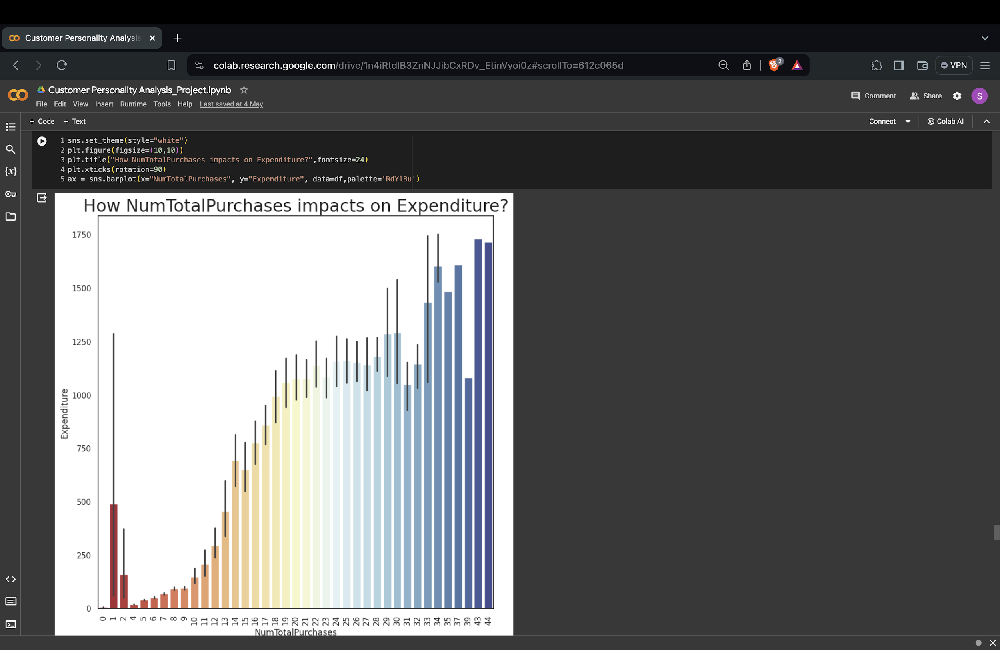 Customer Personality Analysis
colab.research.google.com/drive/1n4iRtdIB3ZnNJJibCxRDv_EtinVyoi0z#scrollTo=612c065d
2
VPN
Customer Personality Analysis_Project.ipynb
Comment
Share
S
File Edit View Insert Runtime Tools Help Last saved at 4 May
+ Code + Text
Connect
Colab AI
1 sns.set_theme(style="white")
2 plt.figure(figsize=(10,10))
3 plt.title("How NumTotalPurchases impacts on Expenditure?",fontsize=24)
4 plt.xticks(rotation=90)
5 ax = sns.barplot(x="NumTotalPurchases", y="Expenditure", data=df,palette='RdYlBu')
{x}
How NumTotalPurchases impacts on Expenditure?
1750
1500
1250
1000
750
500
250
0
Expenditure
0 1 2 4 5 6 7 8 9 10 11 12 13 14 15 16 17 18 19 20 21 22 23 24 25 26 27 28 29 30 31 32 33 34 35 37 39 43 44
NumTotalPurchases